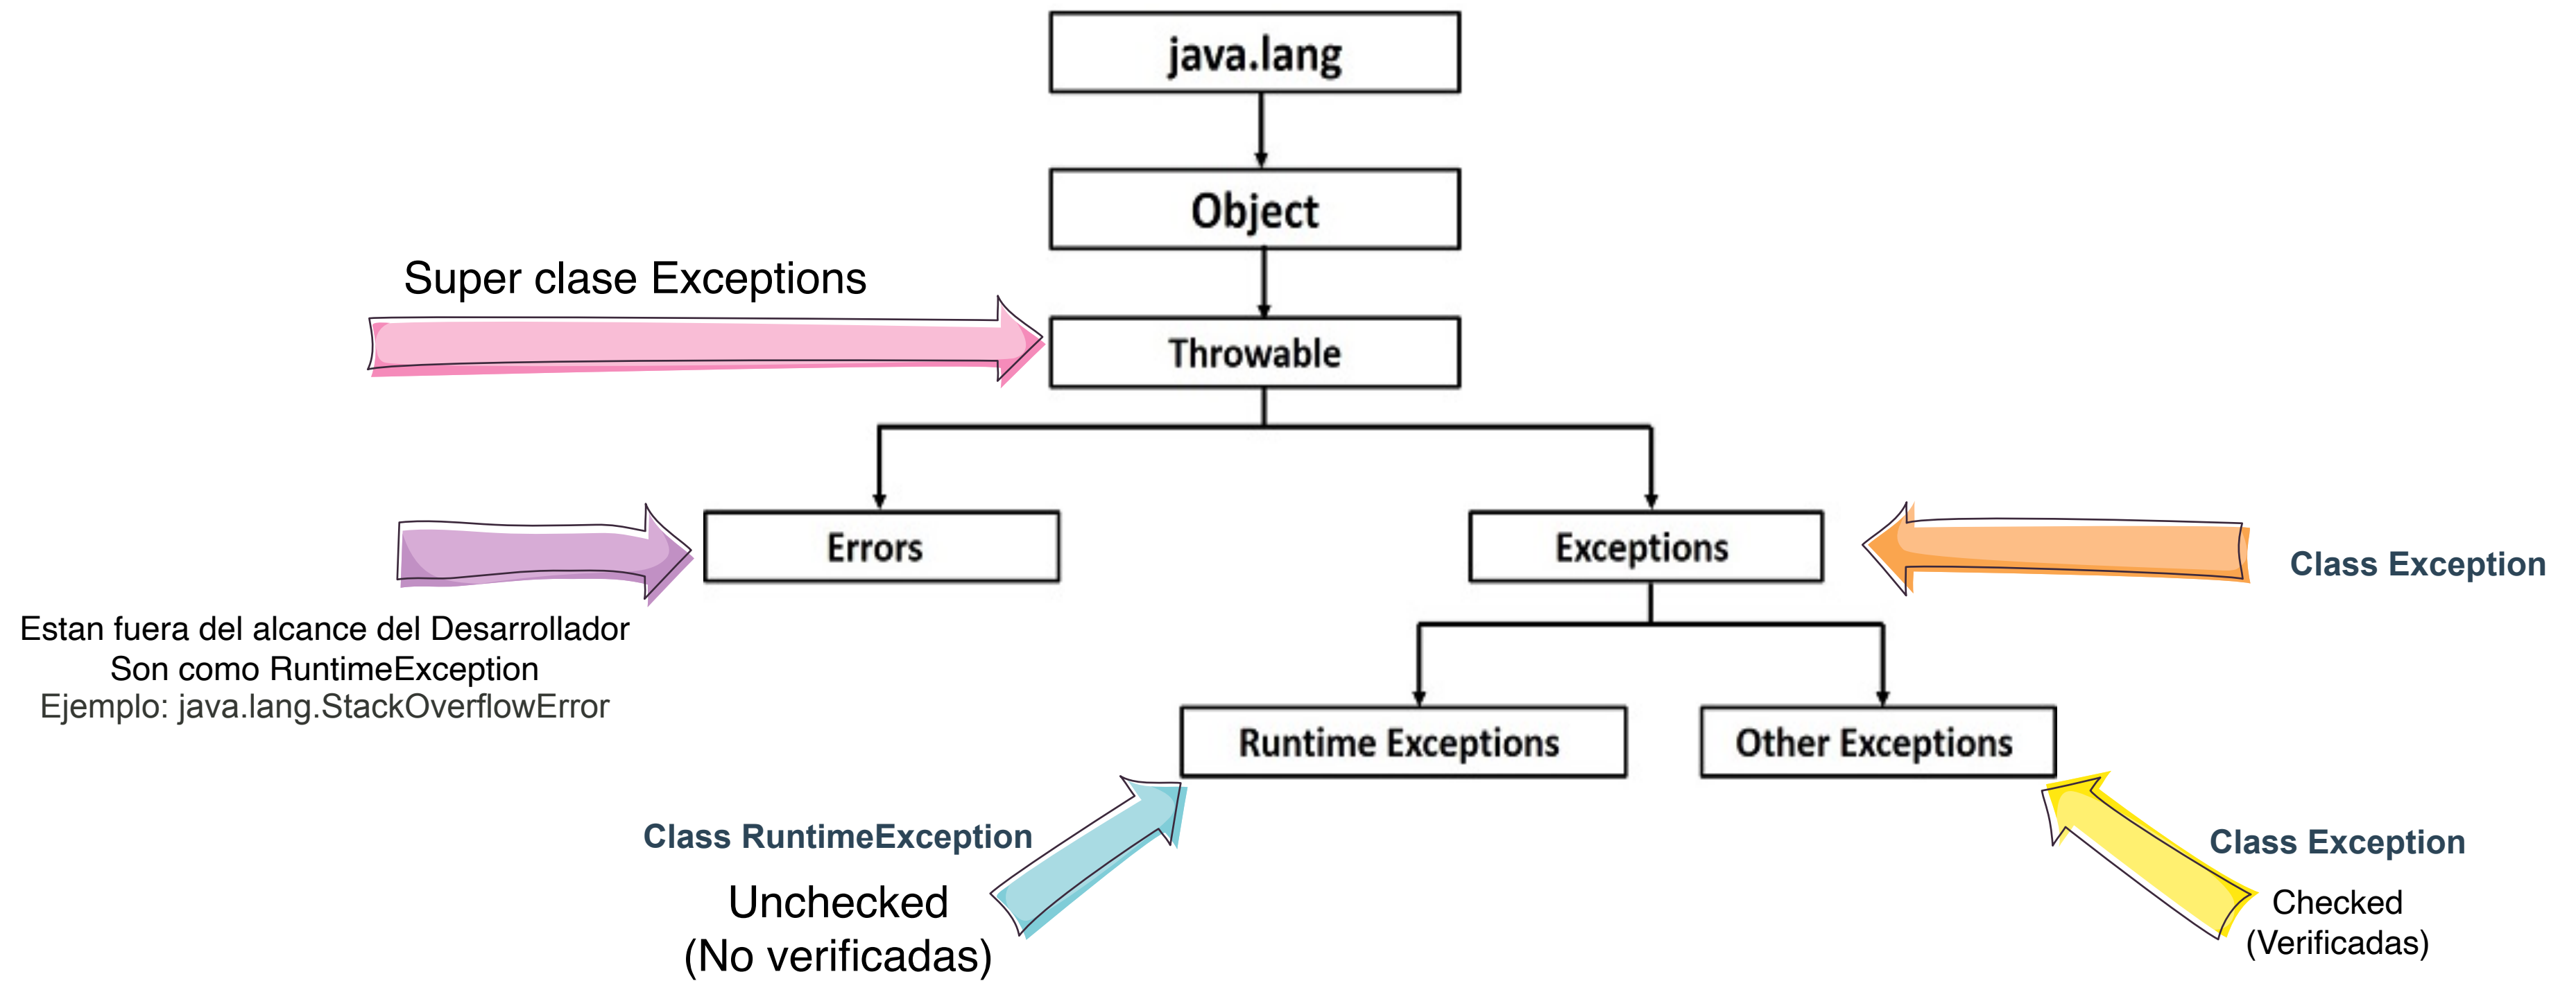 java.lang
Object
Super clase Exceptions
Throwable
Errors
Exceptions
Class Exception
Estan fuera del alcance del Desarrollador
Son como RuntimeException
Ejemplo: java.lang.StackOverflowError
Runtime Exceptions
Other Exceptions
Class RuntimeException
Unchecked
(No verificadas)
Class Exception
Checked
(Verificadas)